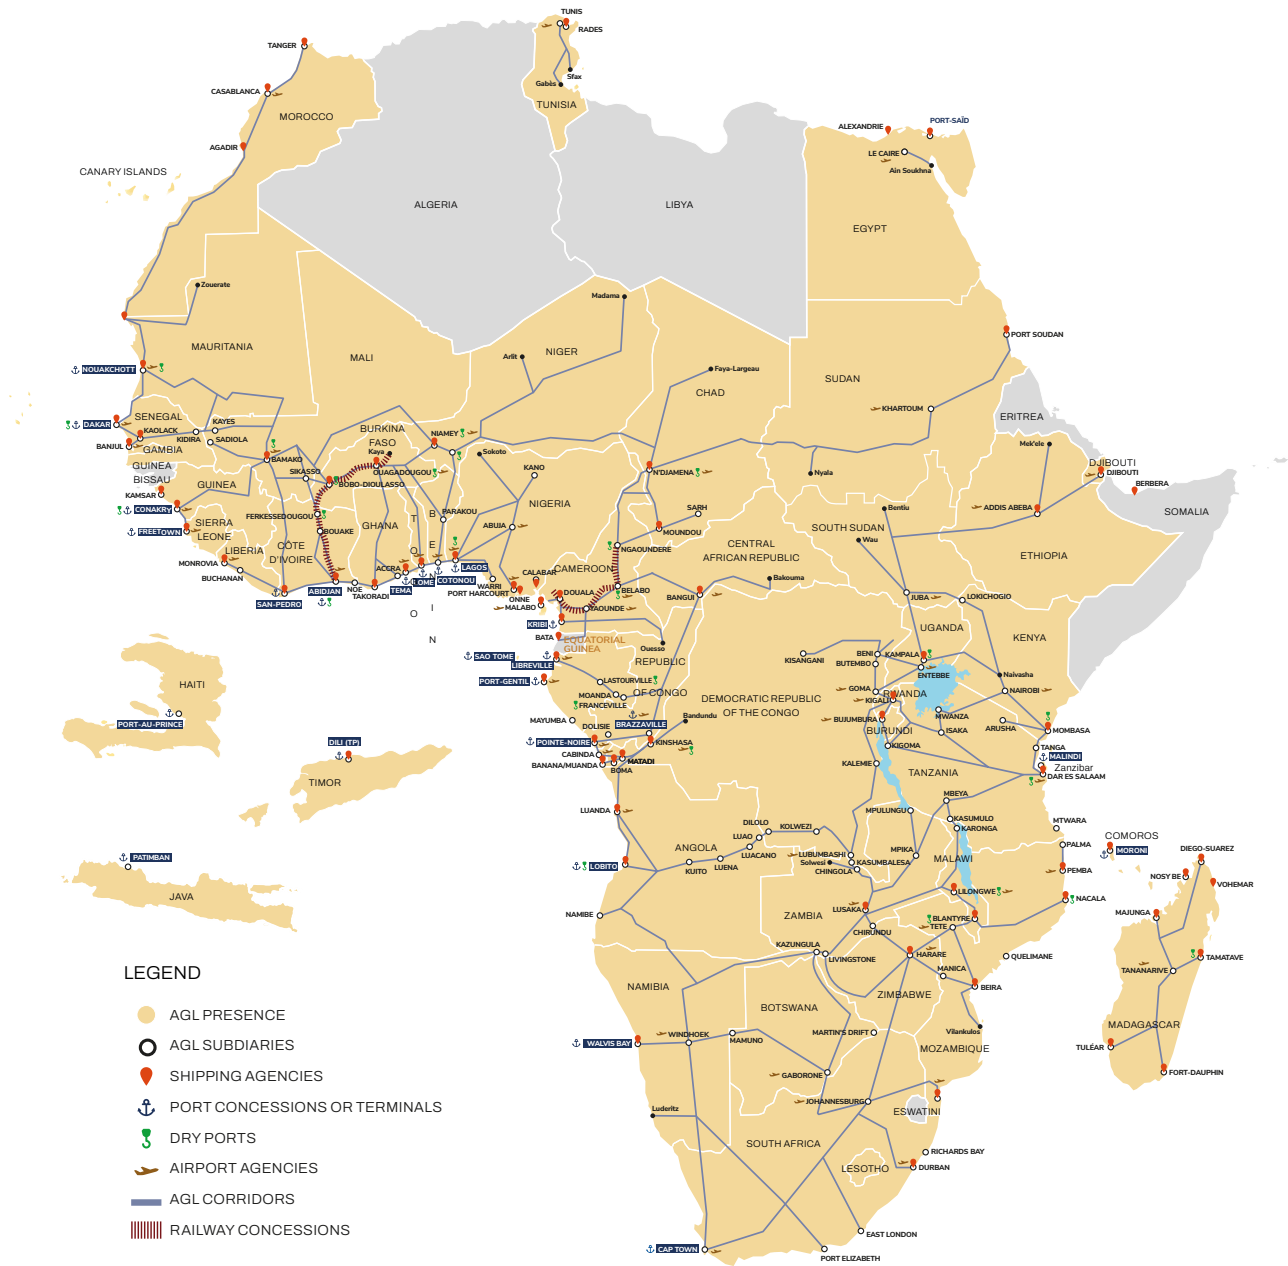 TUNIS
RADES
TANGER
Sfax
Gabès
CASABLANCA
TUNISIA
MOROCCO
ALEXANDRIE
PORT-SAÏD
AGADIR
LE CAIRE
Ain Soukhna
CANARY ISLANDS
ALGERIA
LIBYA
EGYPT
Zouerate
Madama
PORT SOUDAN
MAURITANIA
MALI
Arlit
NIGER
NOUAKCHOTT
Faya-Largeau
SUDAN
CHAD
KHARTOUM
ERITREA
SENEGAL
DAKAR
KAOLACK
KAYES
BURKINA
FASO
NIAMEY
BANJUL
KIDIRA
SADIOLA
GAMBIA
Kaya
Sokoto
Mek'ele
GUINEA
BISSAU
BAMAKO
SIKASSO
OUAGADOUGOU
KANO
N'DJAMENA
Nyala
DJIBOUTI
DJIBOUTI
BERBERA
GUINEA
BOBO-DIOULASSO
KAMSAR
CONAKRY
FERKESSEDOUGOU
PARAKOU
NIGERIA
SARH
Bentiu
ADDIS ABEBA
SOMALIA
FREETOWN
SIERRA
LEONE
BOUAKE
GHANA
T
O
G
O
B
E
N
I
N
ABUJA
MOUNDOU
SOUTH SUDAN
Wau
LIBERIA
CÔTE
D'IVOIRE
NGAOUNDERE
CENTRAL
AFRICAN REPUBLIC
ETHIOPIA
MONROVIA
BUCHANAN
ACCRA
LOME
COTONOU
LAGOS
CALABAR
CAMEROON
Bakouma
SAN-PEDRO
ABIDJAN
NOE
TAKORADI
TEMA
WARRI
PORT HARCOURT
ONNE
MALABO
DOUALA
BELABO
YAOUNDE
BANGUI
JUBA
LOKICHOGIO
KRIBI
BATA
EQUATORIAL
GUINEA
Ouesso
UGANDA
KENYA
SAO TOME
LIBREVILLE
REPUBLIC
OF CONGO
KISANGANI
BENI
BUTEMBO
KAMPALA
ENTEBBE
Naivasha
HAITI
PORT-GENTIL
LASTOURVILLE
MOANDA
FRANCEVILLE
DEMOCRATIC REPUBLIC
OF THE CONGO
GOMA
RWANDA
KIGALI
NAIROBI
PORT-AU-PRINCE
MAYUMBA
DOLISIE
BRAZZAVILLE
Bandundu
BUJUMBURA
BURUNDI
MWANZA
ISAKA
ARUSHA
MOMBASA
DILI (TP)
POINTE-NOIRE
KINSHASA
KIGOMA
TANGA
MALINDI
CABINDA
BANANA/MUANDA
BOMA
MATADI
KALEMIE
TANZANIA
Zanzibar
DAR ES SALAAM
TIMOR
LUANDA
MPULUNGU
MBEYA
KASUMULO
KARONGA
MTWARA
DILOLO
KOLWEZI
LUAO
ANGOLA
LUACANO
LUBUMBASHI
Solwesi
CHINGOLA
KASUMBALESA
MPIKA
MALAWI
PALMA
COMOROS
MORONI
DIEGO-SUAREZ
PATIMBAN
LOBITO
KUITO
LUENA
PEMBA
NOSY BE
VOHEMAR
JAVA
LILONGWE
NACALA
NAMIBE
ZAMBIA
LUSAKA
BLANTYRE
TETE
MAJUNGA
CHIRUNDU
KAZUNGULA
LIVINGSTONE
HARARE
QUELIMANE
TAMATAVE
MANICA
TANANARIVE
LEGEND
NAMIBIA
BOTSWANA
ZIMBABWE
BEIRA
AGL PRESENCE
WINDHOEK
MARTIN'S DRIFT
Vilankulos
MADAGASCAR
AGL SUBDIARIES
WALVIS BAY
MAMUNO
MOZAMBIQUE
TULÉAR
SHIPPING AGENCIES
GABORONE
FORT-DAUPHIN
PORT CONCESSIONS OR TERMINALS
Luderitz
JOHANNESBURG
ESWATINI
DRY PORTS
SOUTH AFRICA
RICHARDS BAY
AIRPORT AGENCIES
LESOTHO
DURBAN
AGL CORRIDORS
RAILWAY CONCESSIONS
EAST LONDON
CAP TOWN
PORT ELIZABETH